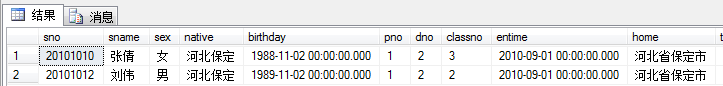 结果 消息
sno sname sex native birthday pno dno classno entime home t
1 20101010 张倩 女 河北保定 1988-11-02 00:00:00.000 1 2 3 2010-09-01 00:00:00.000 河北省保定市
2 20101012 刘伟 男 河北保定 1989-11-02 00:00:00.000 1 2 2 2010-09-01 00:00:00.000 河北省保定市